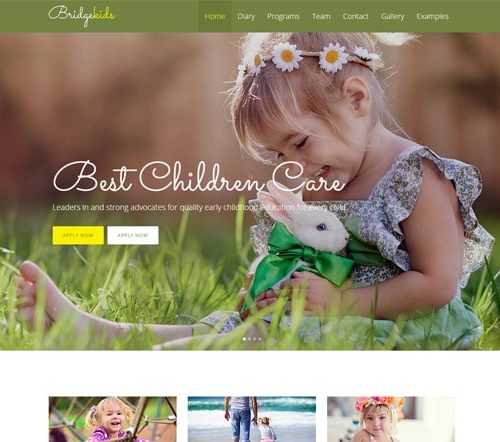 Bridgekids
Home Diary Programs Team Contact Gallery Examples
Best Children Care
Leaders in and strong advocates for quality early childhood education for every child.
APPLY NOW APPLY NOW